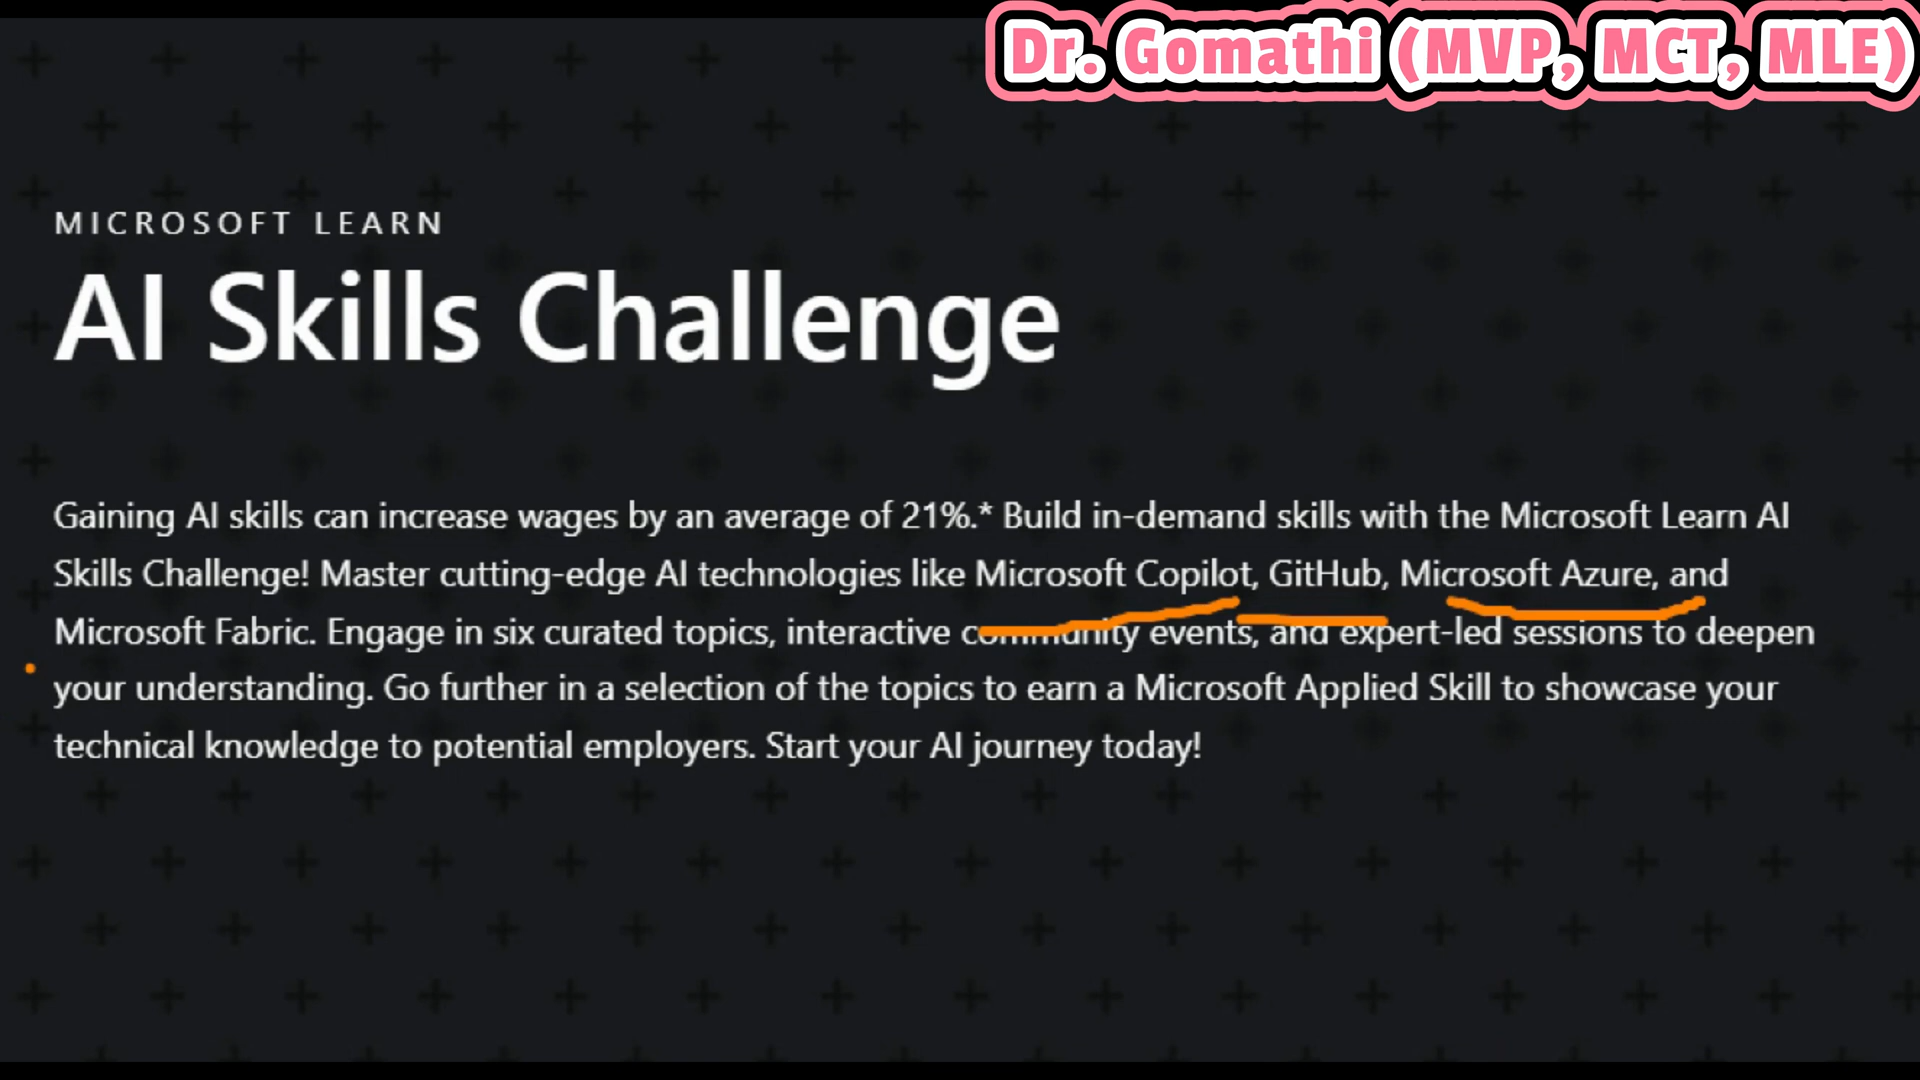 Dr. Gomathi (MVP, MCT, MLE)
MICROSOFT LEARN
AI Skills Challenge
Gaining AI skills can increase wages by an average of 21%.* Build in-demand skills with the Microsoft Learn AI
Skills Challenge! Master cutting-edge AI technologies like Microsoft Copilot, GitHub, Microsoft Azure, and
Microsoft Fabric. Engage in six curated topics, interactive community events, and expert-led sessions to deepen
your understanding. Go further in a selection of the topics to earn a Microsoft Applied Skill to showcase your
technical knowledge to potential employers. Start your AI journey today!